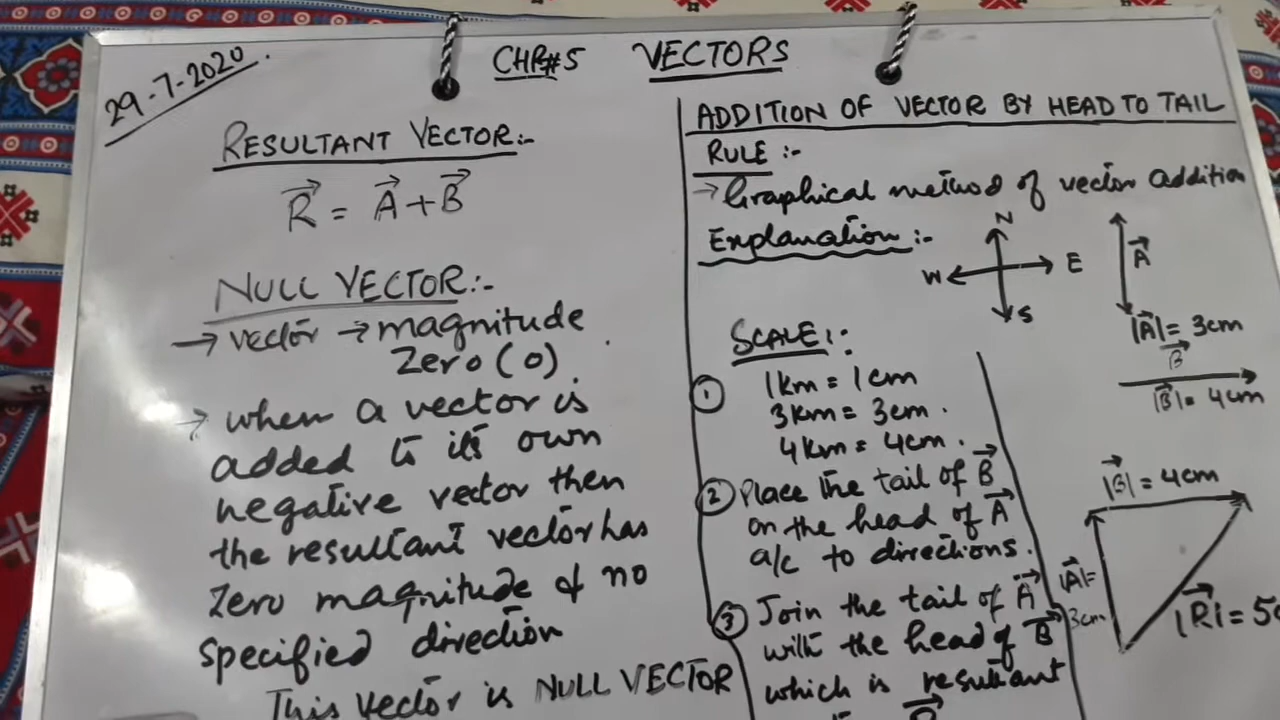 29-7-2020.
CHP#5 VECTORS
RESULTANT VECTOR:-
R = A + B
NULL VECTOR:-
→ vector → magnitude
Zero (0).
→ when a vector is
added to its own
negative vector then
the resultant vector has
zero magnitude & no
specified direction
This vector is NULL VECTOR
ADDITION OF VECTOR BY HEAD TO TAIL
RULE :-
→ Graphical method of vector addition
Explanation :-
N
W
E
S
A
|A| = 3cm
B
|B| = 4cm
SCALE:-
① 1km = 1cm
3km = 3cm.
4km = 4cm.
② Place the tail of B
on the head of A
a/c to directions.
③ Join the tail of A
with the head of B
which is resultant
|B| = 4cm
|A|=
3cm
|R| = 5c